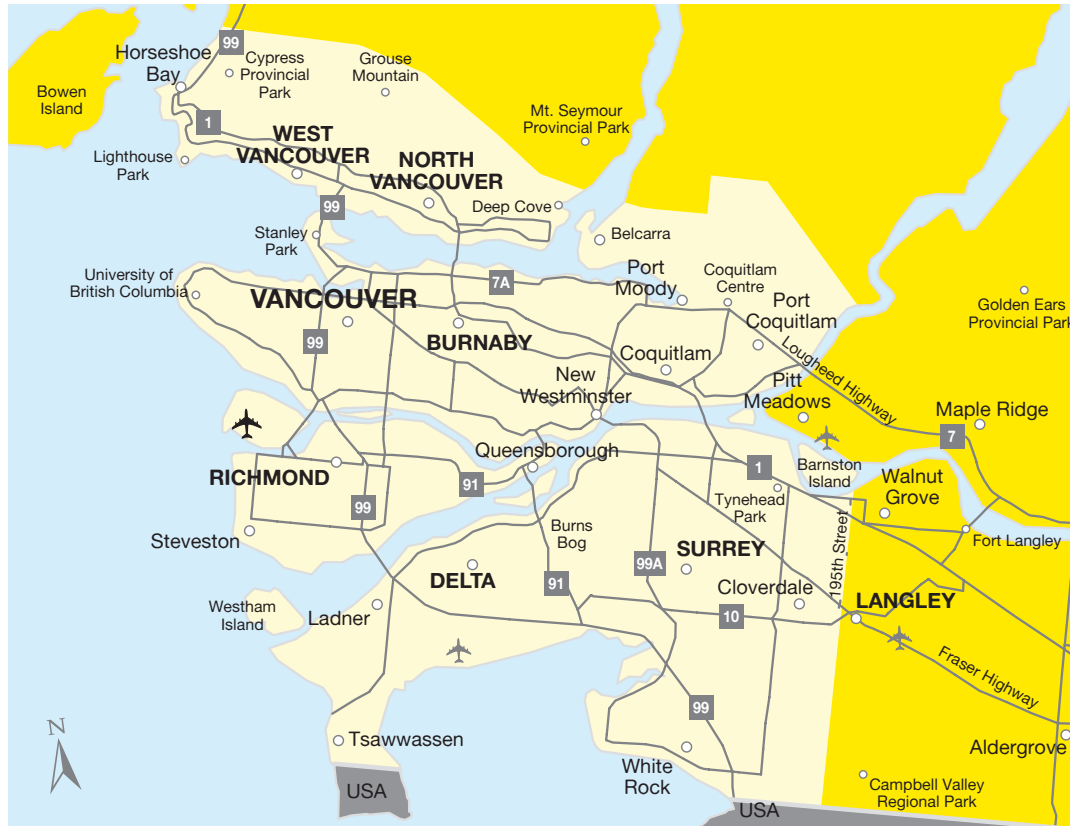 99
Horseshoe
Bay
Cypress
Provincial
Park
Grouse
Mountain
Bowen
Island
Mt. Seymour
Provincial Park
1
WEST
VANCOUVER
Lighthouse
Park
NORTH
VANCOUVER
99
Deep Cove
Stanley
Park
Belcarra
University of
British Columbia
7A
Port
Moody
Coquitlam
Centre
VANCOUVER
Port
Coquitlam
Golden Ears
Provincial Park
99
BURNABY
Coquitlam
Lougheed Highway
New
Westminster
Pitt
Meadows
Maple Ridge
7
Queensborough
RICHMOND
91
1
Barnston
Island
Walnut
Grove
99
Tynehead
Park
195th Street
Steveston
Burns
Bog
Fort Langley
99A
SURREY
DELTA
91
Cloverdale
LANGLEY
Westham
Island
Ladner
10
Fraser Highway
99
N
Tsawwassen
Aldergrove
White
Rock
Campbell Valley
Regional Park
USA
USA